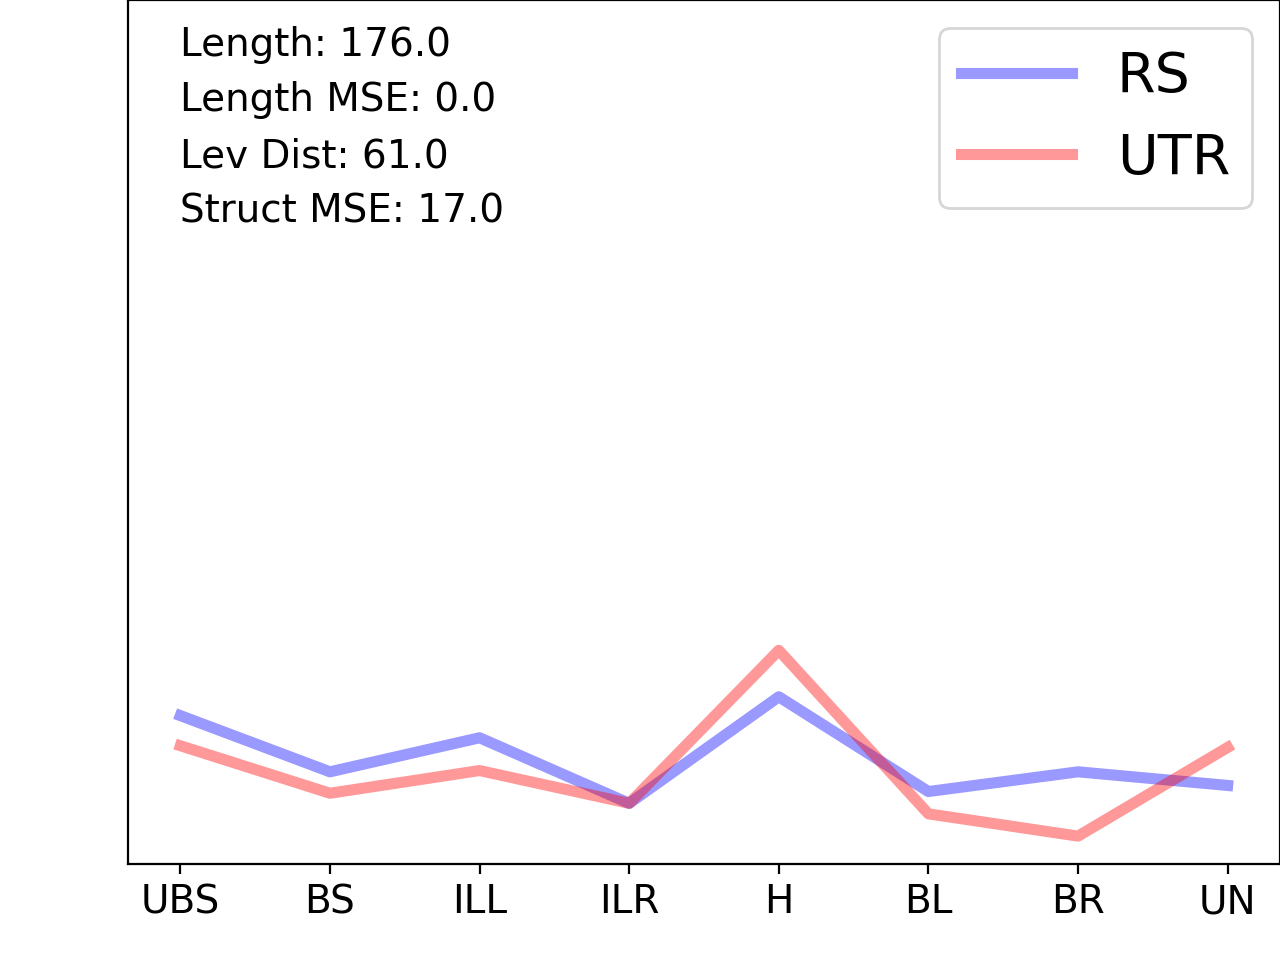 Length: 176.0
Length MSE: 0.0
Lev Dist: 61.0
Struct MSE: 17.0
RS
UTR
UBS BS ILL ILR H BL BR UN